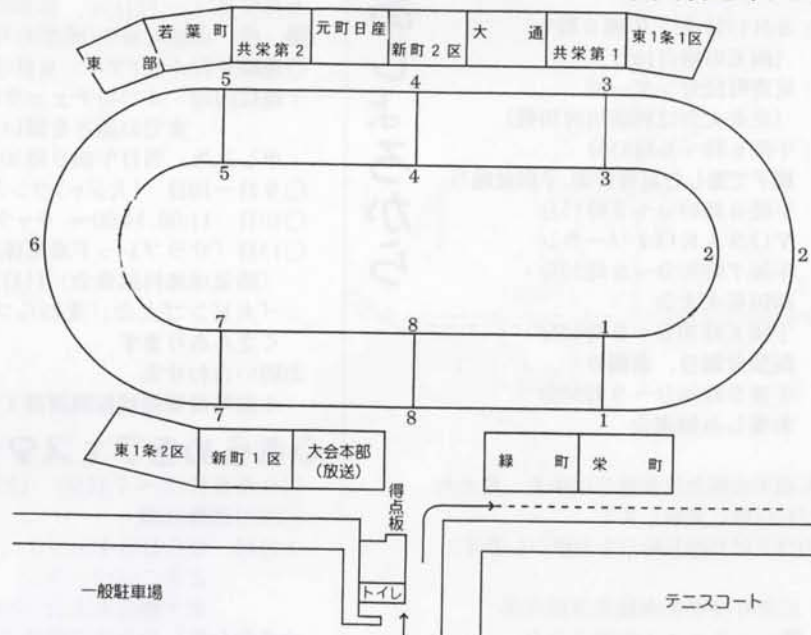 東部
若葉町
共栄第2
元町日産
新町2区
大通
共栄第1
東1条1区
5
4
3
5
4
3
6
2
2
7
8
1
7
8
1
東1条2区
新町1区
大会本部
(放送)
緑町
栄町
得点板
一般駐車場
トイレ
テニスコート